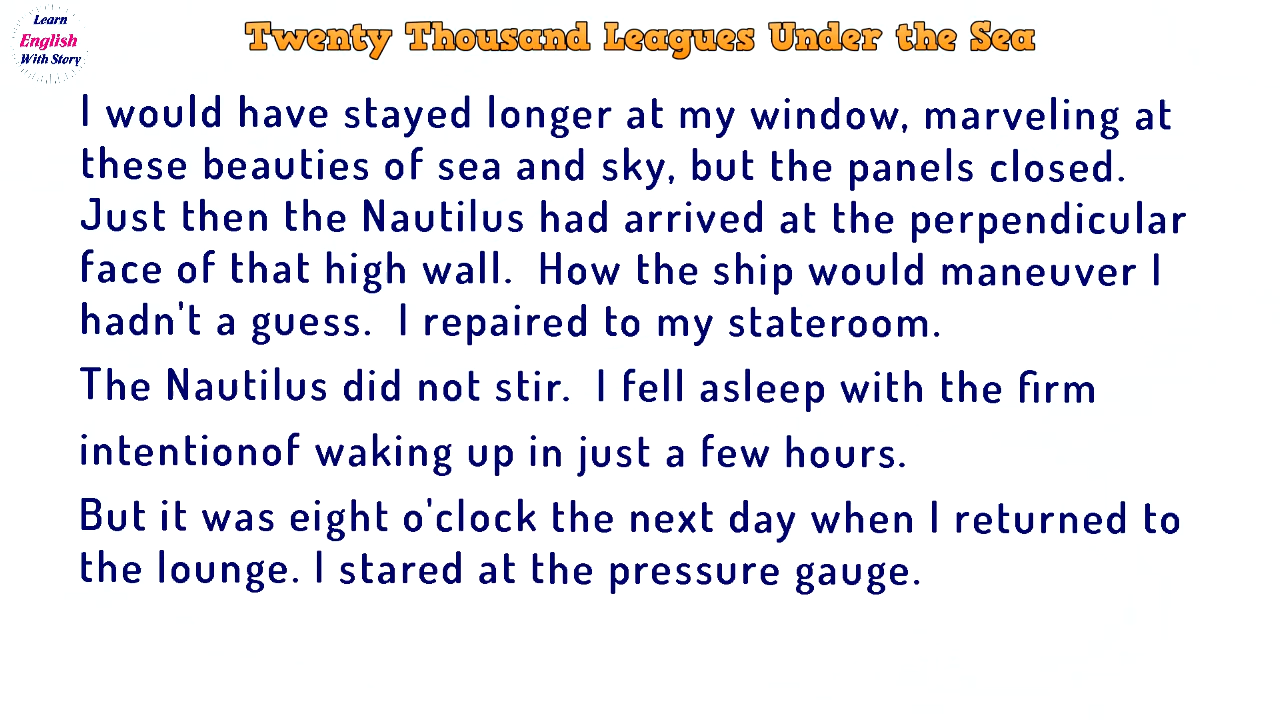 Learn
English
With Story
Twenty Thousand Leagues Under the Sea
I would have stayed longer at my window, marveling at
these beauties of sea and sky, but the panels closed.
Just then the Nautilus had arrived at the perpendicular
face of that high wall.  How the ship would maneuver I
hadn't a guess.  I repaired to my stateroom.
The Nautilus did not stir.  I fell asleep with the firm
intentionof waking up in just a few hours.
But it was eight o'clock the next day when I returned to
the lounge. I stared at the pressure gauge.